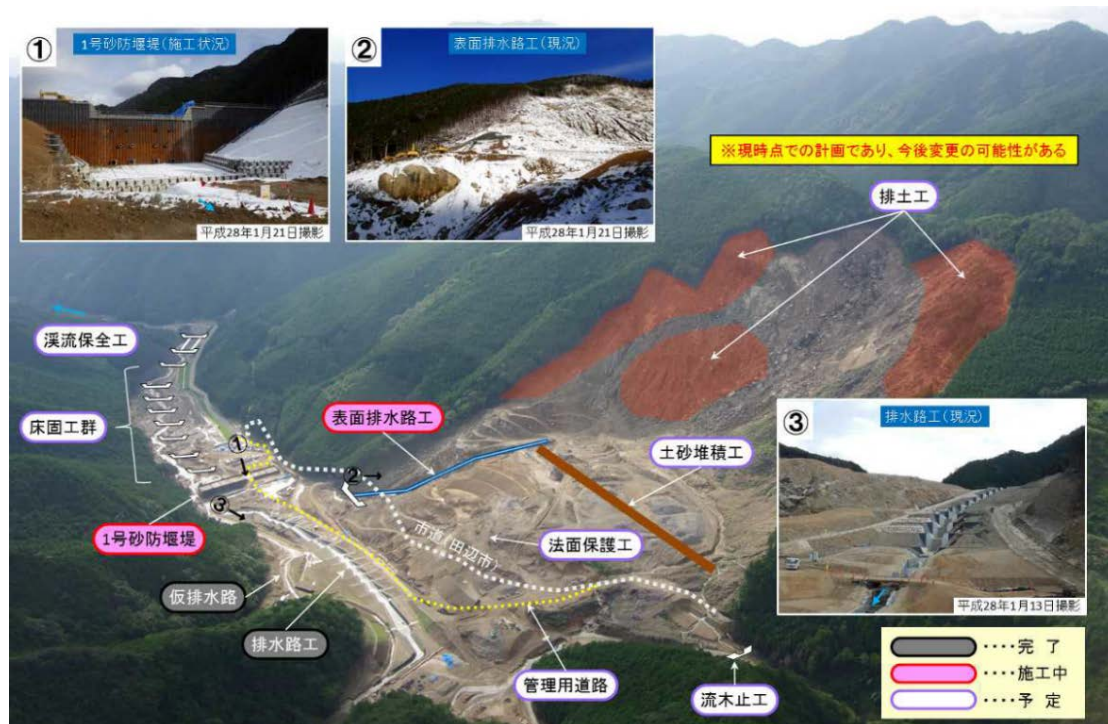 ①
1号砂防堰堤(施工状況)
平成28年1月21日撮影
②
表面排水路工(現況)
平成28年1月21日撮影
※現時点での計画であり、今後変更の可能性がある
排土工
渓流保全工
床固工群
表面排水路工
土砂堆積工
①
②
③
1号砂防堰堤
市道(田辺市)
法面保護工
仮排水路
排水路工
管理用道路
流木止工
③
排水路工(現況)
平成28年1月13日撮影
‥‥完 了
‥‥施工中
‥‥予 定